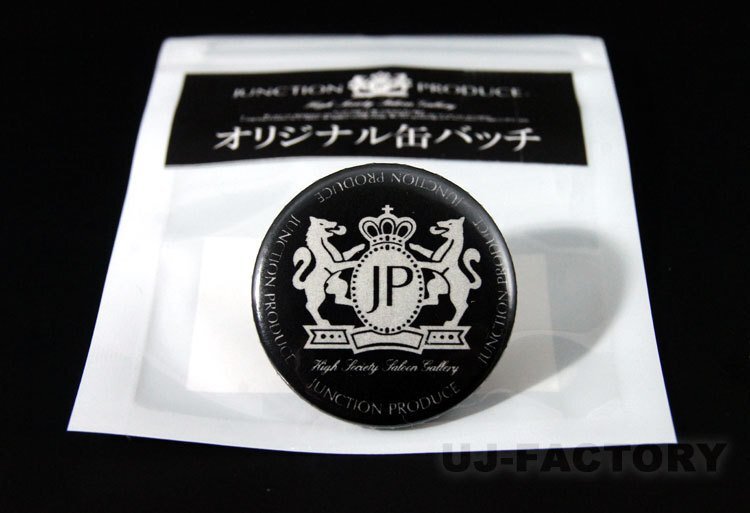 JUNCTION PRODUCE
High Society Saloon Gallery
オリジナル缶バッチ
JUNCTION PRODUCE
JUNCTION PRODUCE
JUNCTION PRODUCE
JP
High Society Saloon Gallery
JUNCTION PRODUCE
UJ-FACTORY